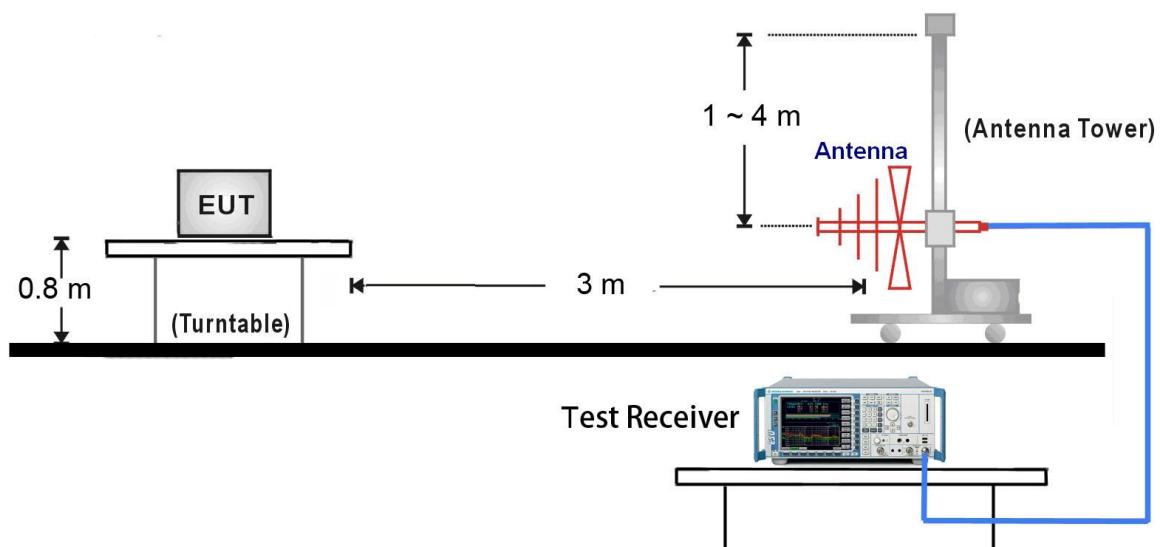 1 ~ 4 m
(Antenna Tower)
Antenna
EUT
0.8 m
3 m
(Turntable)
Test Receiver